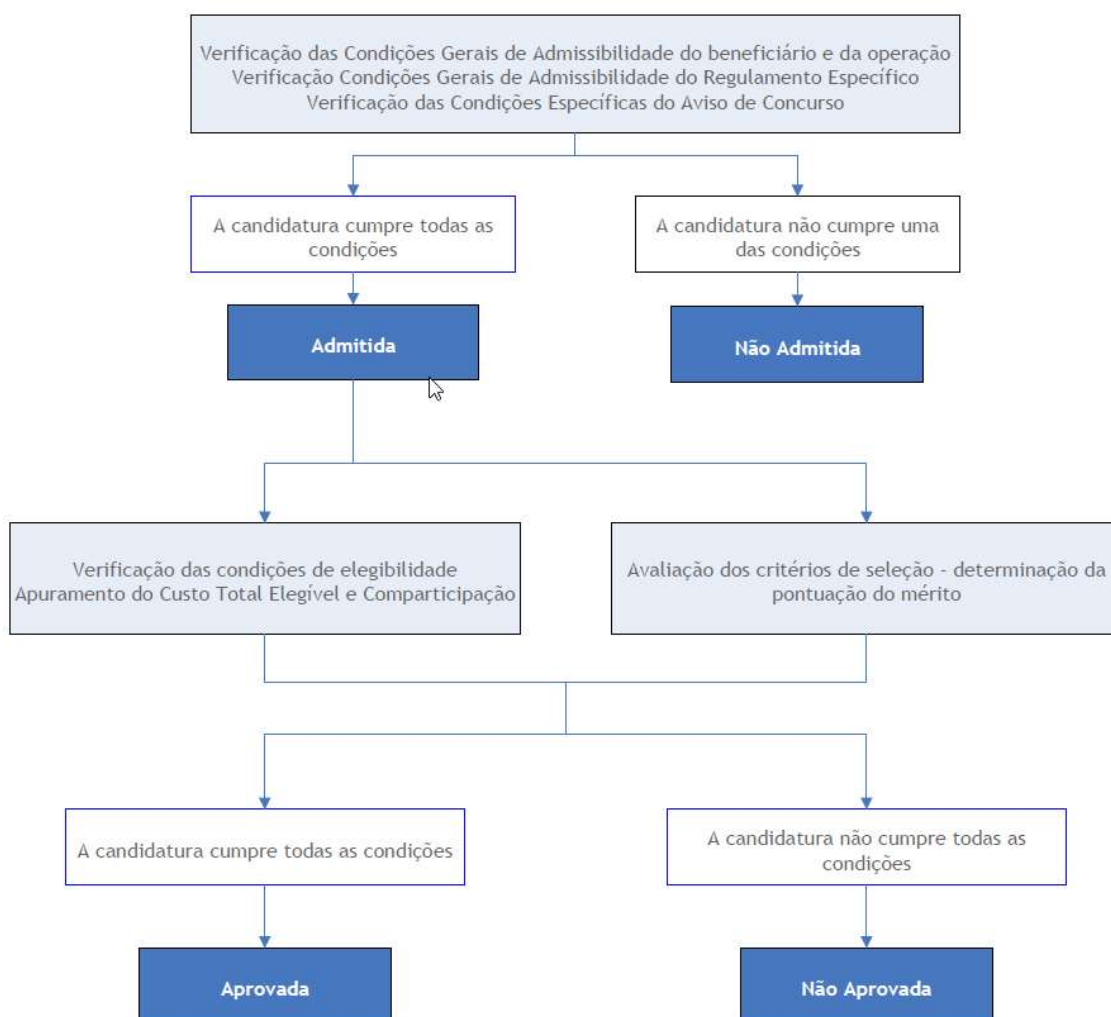 Verificação das Condições Gerais de Admissibilidade do beneficiário e da operação
Verificação Condições Gerais de Admissibilidade do Regulamento Específico
Verificação das Condições Específicas do Aviso de Concurso
A candidatura cumpre todas as
condições
A candidatura não cumpre uma
das condições
Admitida
Não Admitida
Verificação das condições de elegibilidade
Apuramento do Custo Total Elegível e Comparticipação
Avaliação dos critérios de seleção - determinação da
pontuação do mérito
A candidatura cumpre todas as condições
A candidatura não cumpre todas as
condições
Aprovada
Não Aprovada